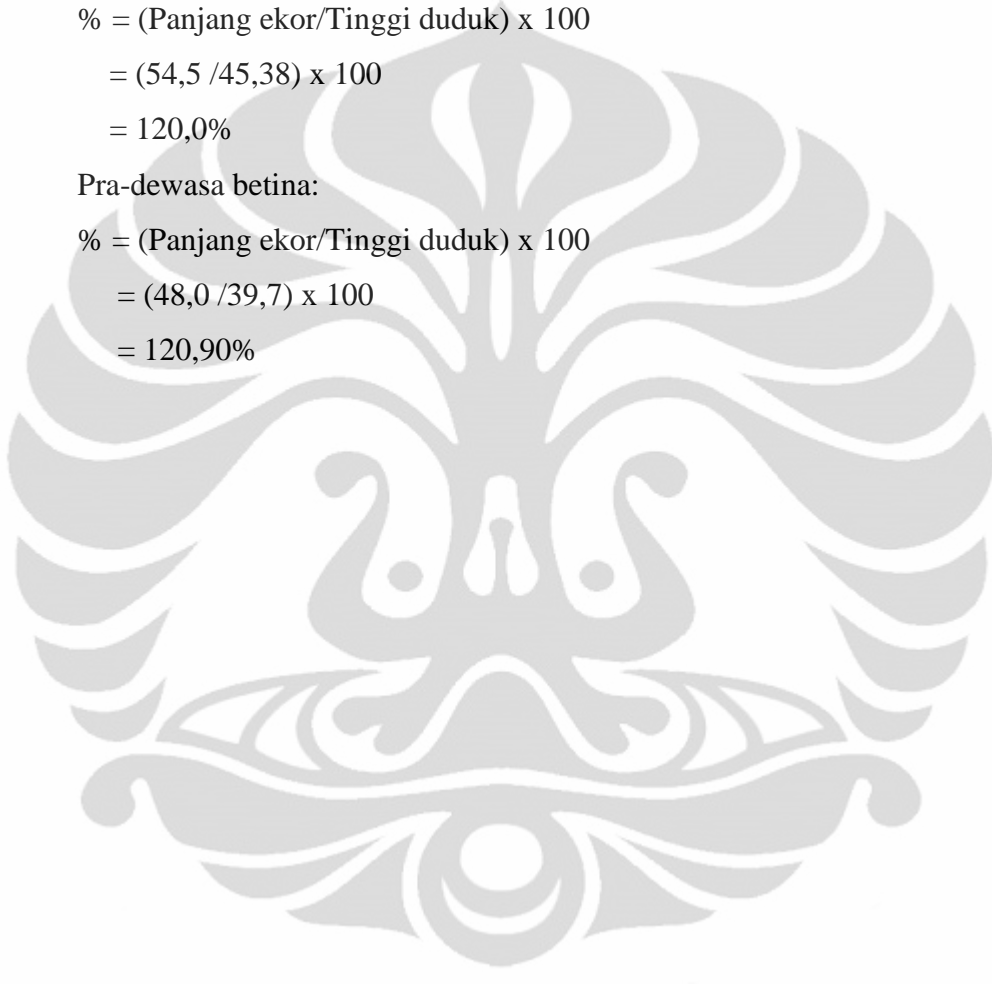 % = (Panjang ekor/Tinggi duduk) x 100
= (54,5 /45,38) x 100
= 120,0%
Pra-dewasa betina:
% = (Panjang ekor/Tinggi duduk) x 100
= (48,0 /39,7) x 100
= 120,90%